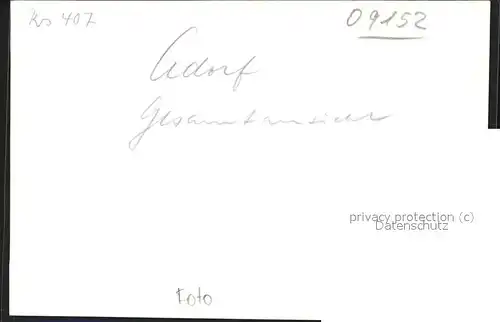 Ks 407
09152
Adorf
Gesamtansicht
privacy protection (c)
Datenschutz
Foto